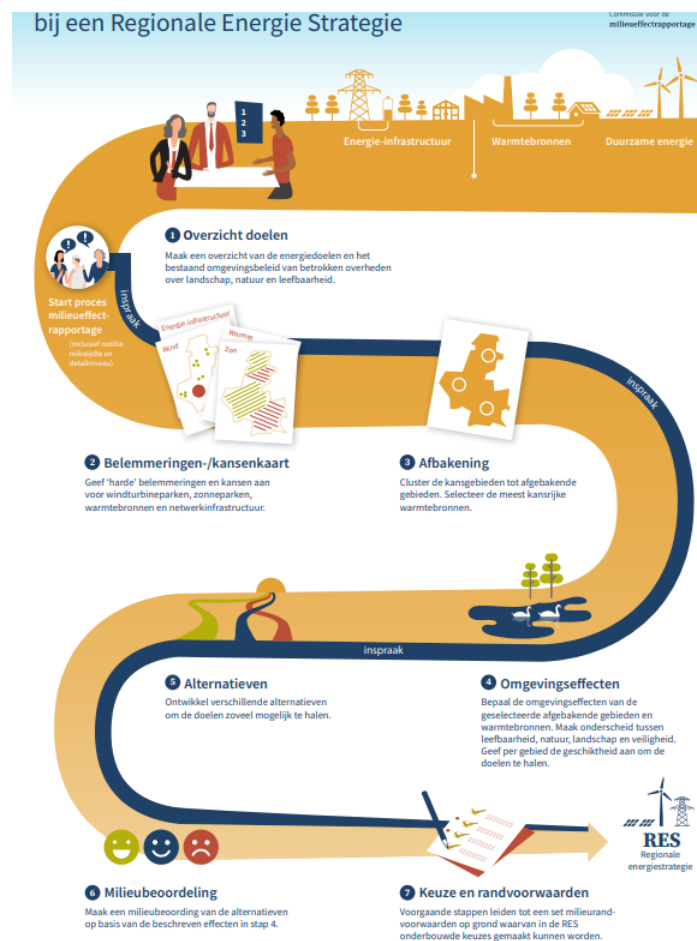 bij een Regionale Energie Strategie
Commissie voor de
milieueffectrapportage
1
2
3
Energie-infrastructuur
Warmtebronnen
Duurzame energie
1 Overzicht doelen
Maak een overzicht van de energiedoelen en het
bestaand omgevingsbeleid van betrokken overheden
over landschap, natuur en leefbaarheid.
! !
Start proces
milieueffect-
rapportage
(inclusief notitie
reikwijdte en
detailniveau)
inspraak
Energie-infrastructuur
Wind
Warmte
Zon
inspraak
2 Belemmeringen-/kansenkaart
Geef ‘harde’ belemmeringen en kansen aan
voor windturbineparken, zonneparken,
warmtebronnen en netwerkinfrastructuur.
3 Afbakening
Cluster de kansgebieden tot afgebakende
gebieden. Selecteer de meest kansrijke
warmtebronnen.
inspraak
5 Alternatieven
Ontwikkel verschillende alternatieven
om de doelen zoveel mogelijk te halen.
4 Omgevingseffecten
Bepaal de omgevingseffecten van de
geselecteerde afgebakende gebieden en
warmtebronnen. Maak onderscheid tussen
leefbaarheid, natuur, landschap en veiligheid.
Geef per gebied de geschiktheid aan om de
doelen te halen.
RES
Regionale
energiestrategie
6 Milieubeoordeling
Maak een milieubeoordeling van de alternatieven
op basis van de beschreven effecten in stap 4.
7 Keuze en randvoorwaarden
Voorgaande stappen leiden tot een set milieurand-
voorwaarden op grond waarvan in de RES
onderbouwde keuzes gemaakt kunnen worden.